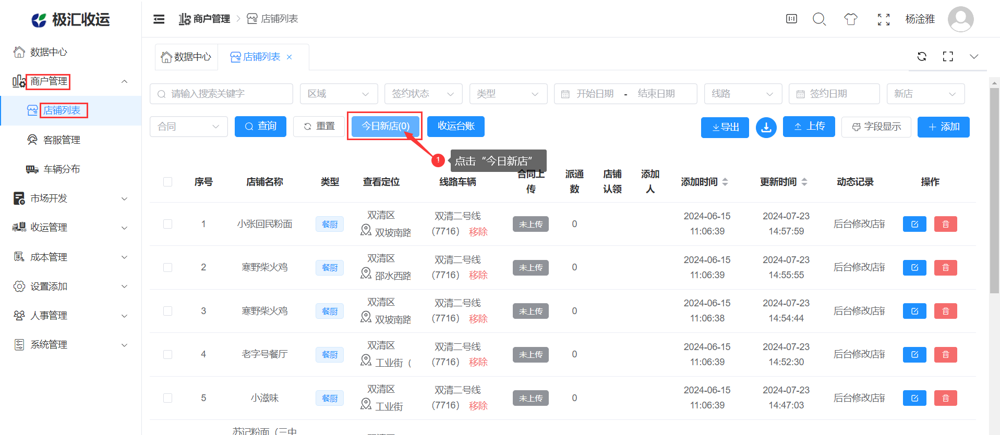 极汇收运
商户管理
店铺列表
杨淦雅
数据中心
商户管理
店铺列表
客服管理
车辆分布
市场开发
收运管理
成本管理
设置添加
人事管理
系统管理
数据中心
店铺列表
请输入搜索关键字
区域
签约状态
类型
开始日期 - 结束日期
线路
签约日期
新店
合同
查询
重置
今日新店(0)
收运台账
导出
上传
字段显示
添加
1
点击“今日新店”
序号 店铺名称 类型 查看定位 线路车辆 合同上传 派通数 店铺认领 添加人 添加时间 更新时间 动态记录 操作
1 小张回民粉面 餐厨 双清区 双坡南路 双清二号线 (7716) 移除 未上传 0 2024-06-15 11:06:39 2024-07-23 14:57:59 后台修改店铺
2 寒野柴火鸡 餐厨 双清区 邵水西路 双清二号线 (7716) 移除 未上传 0 2024-06-15 11:06:39 2024-07-23 14:55:55 后台修改店铺
3 寒野柴火鸡 餐厨 双清区 双坡南路 双清二号线 (7716) 移除 未上传 0 2024-06-15 11:06:38 2024-07-23 14:54:44 后台修改店铺
4 老字号餐厅 餐厨 双清区 工业街（ 双清二号线 (7716) 移除 未上传 0 2024-06-15 11:06:39 2024-07-23 14:52:30 后台修改店铺
5 小滋味 餐厨 双清区 工业街 双清二号线 (7716) 移除 未上传 0 2024-06-15 11:06:39 2024-07-23 14:47:03 后台修改店铺
苏记粉面（三中